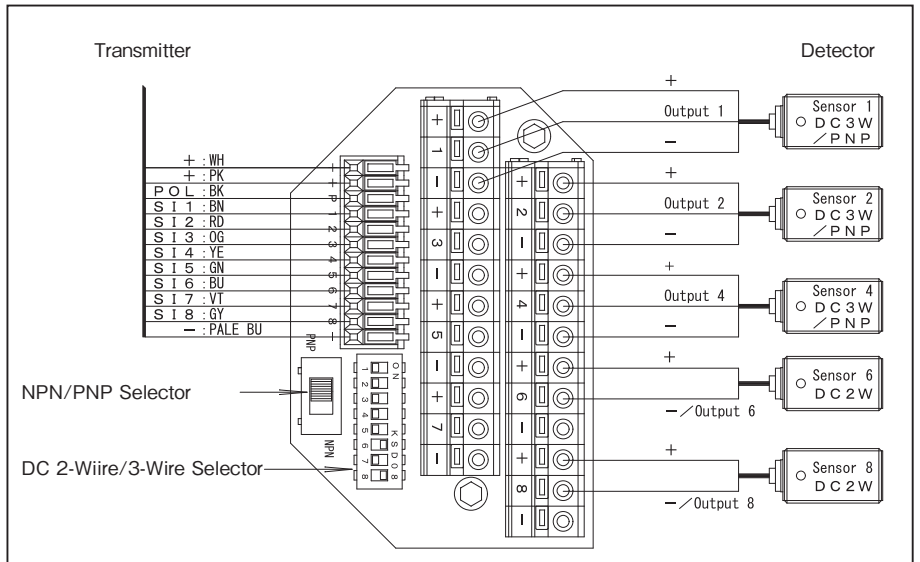 Transmitter
Detector
+ : WH
+ : PK
POL : BK
SI1 : BN
SI2 : RD
SI3 : OG
SI4 : YE
SI5 : GN
SI6 : BU
SI7 : VT
SI8 : GY
− : PALE BU
+
+
P
1
2
3
4
5
6
7
8
−
PNP
NPN
NPN/PNP Selector
DC 2-Wiire/3-Wire Selector
ON
1
2
3
4
5
6
7
8
KSD08
+
1
−
+
3
−
+
5
−
+
7
−
+
2
−
+
4
−
+
6
−
+
8
−
+
Output 1
−
Sensor 1
DC3W
/PNP
+
Output 2
−
Sensor 2
DC3W
/PNP
+
Output 4
−
Sensor 4
DC3W
/PNP
+
−/Output 6
Sensor 6
DC2W
+
−/Output 8
Sensor 8
DC2W